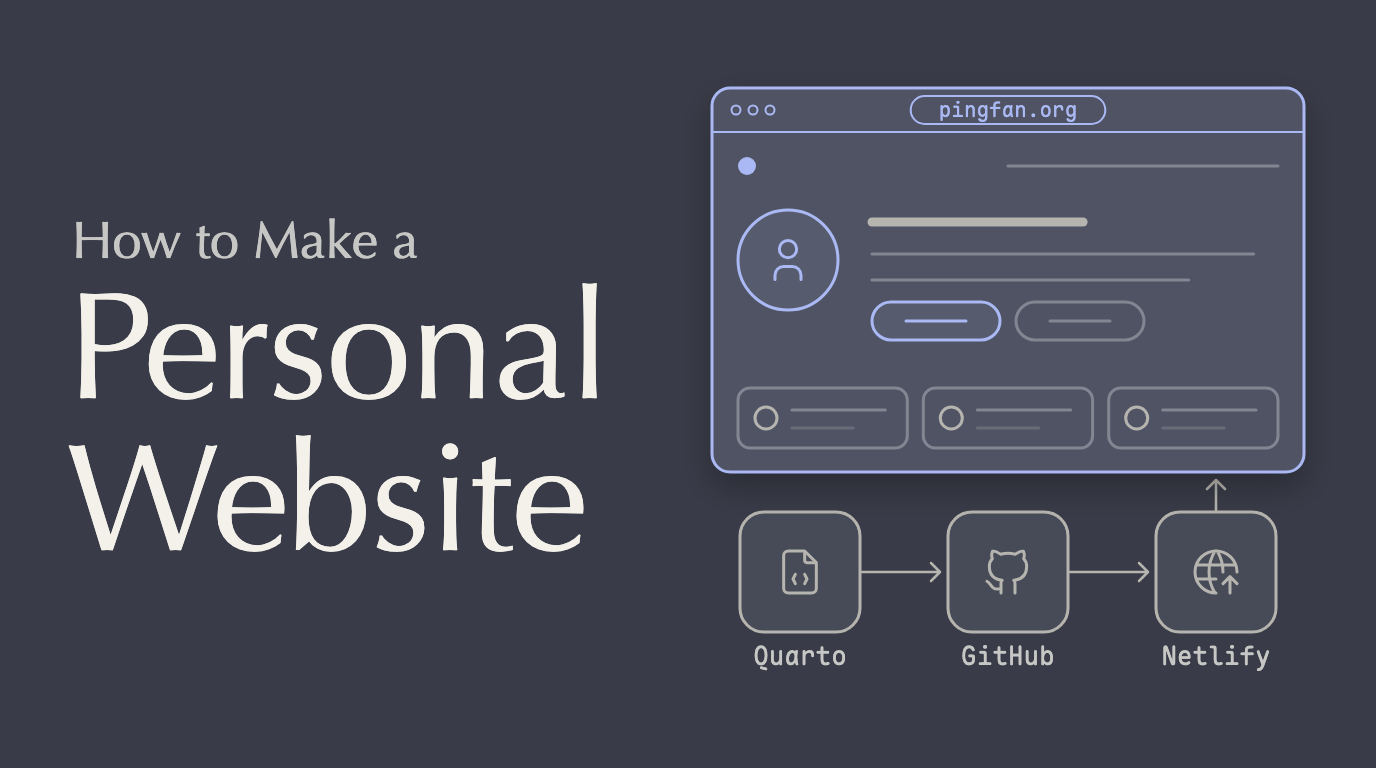 How to Make a
Personal
Website
pingfan.org
Quarto
GitHub
Netlify